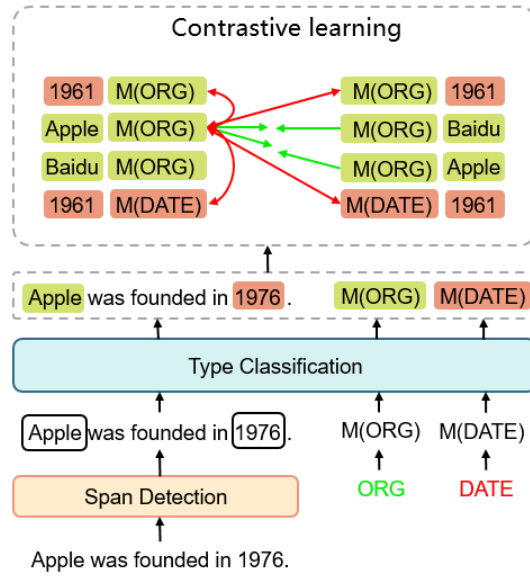 Contrastive learning
1961 M(ORG) M(ORG) 1961
Apple M(ORG) M(ORG) Baidu
Baidu M(ORG) M(ORG) Apple
1961 M(DATE) M(DATE) 1961
Apple was founded in 1976. M(ORG) M(DATE)
Type Classification
Apple was founded in 1976. M(ORG) M(DATE)
Span Detection ORG DATE
Apple was founded in 1976.